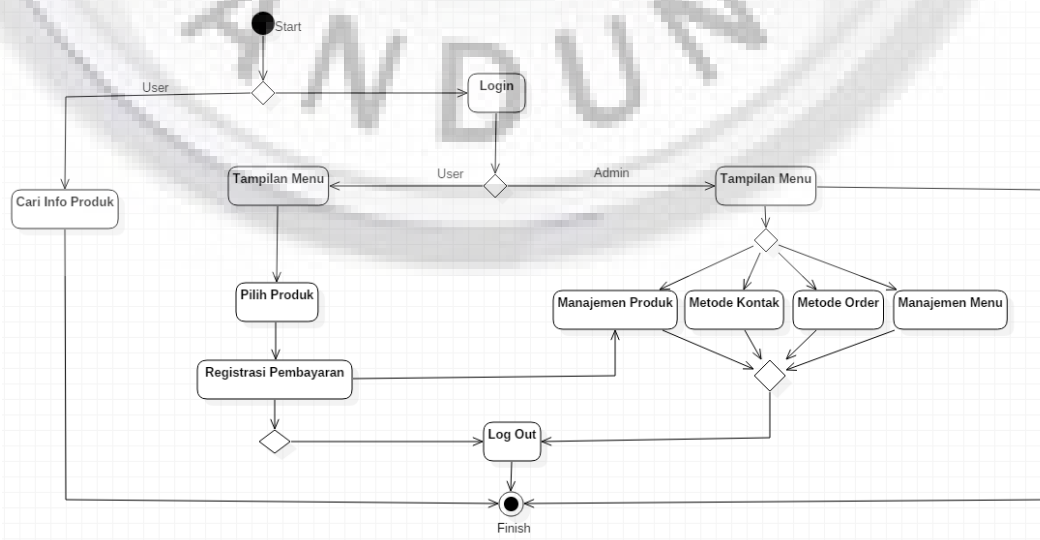 ANDUN
Start
User
Login
User
Admin
Tampilan Menu
Tampilan Menu
Cari Info Produk
Pilih Produk
Manajemen Produk
Metode Kontak
Metode Order
Manajemen Menu
Registrasi Pembayaran
Log Out
Finish